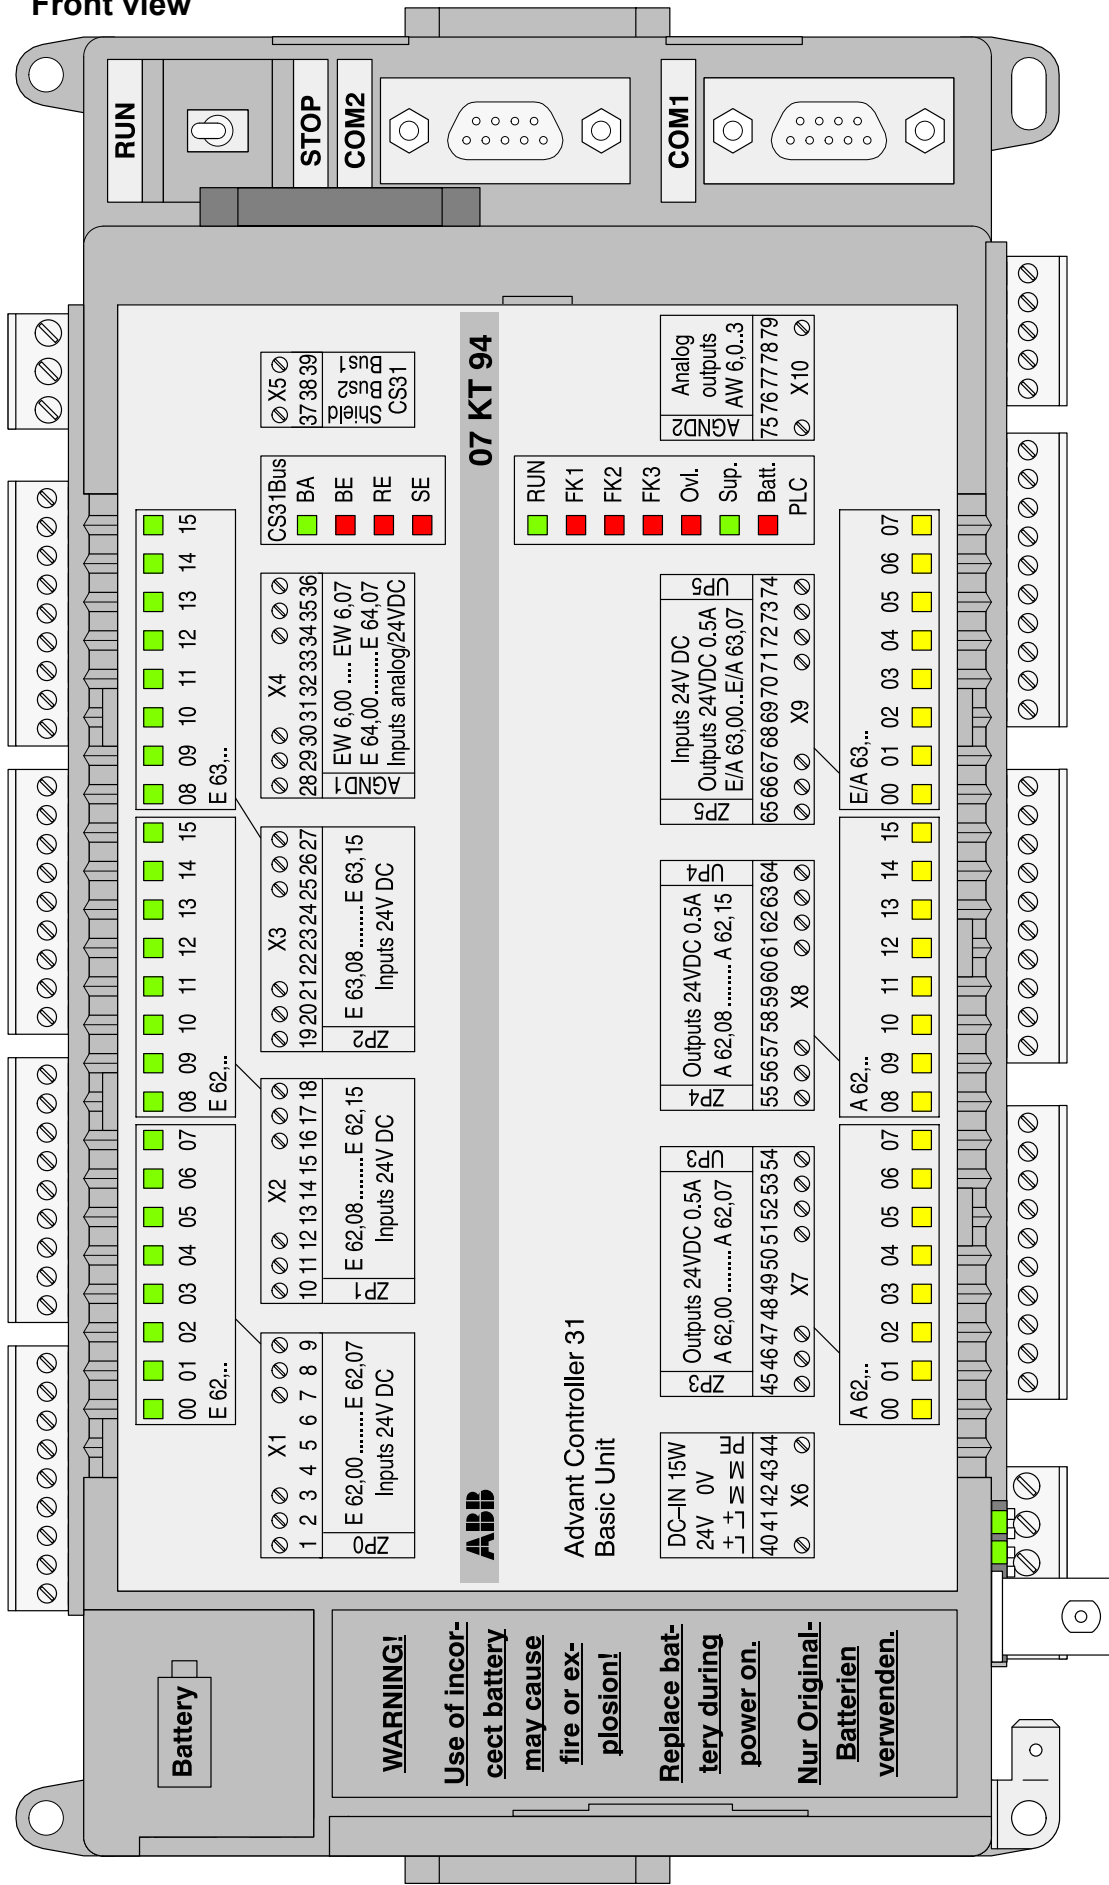 Front view
RUN
STOP
COM2
COM1
15
14
13
12
11
10
09
08
E 63,..
15
14
13
12
11
10
09
08
E 62,..
07
06
05
04
03
02
01
00
E 62,..
X5
37 38 39
Shield
Bus2
Bus1
CS31
CS31Bus
BA
BE
RE
SE
X4
28 29 30 31 32 33 34 35 36
AGND1
EW 6,00 ..... EW 6,07
E 64,00.........E 64,07
Inputs analog/24VDC
X3
19 20 21 22 23 24 25 26 27
ZP2
E 63,08 ......... E 63,15
Inputs 24V DC
X2
10 11 12 13 14 15 16 17 18
ZP1
E 62,08 ......... E 62,15
Inputs 24V DC
X1
1 2 3 4 5 6 7 8 9
ZP0
E 62,00 ......... E 62,07
Inputs 24V DC
07 KT 94
ABB
Advant Controller 31
Basic Unit
RUN
FK1
FK2
FK3
Ovl.
Sup.
Batt.
PLC
AGND2
Analog
outputs
AW 6,0..3
75 76 77 78 79
X10
ZP5
Inputs 24V DC
Outputs 24VDC 0.5A
E/A 63,00..E/A 63,07
UP5
65 66 67 68 69 70 71 72 73 74
X9
ZP4
Outputs 24VDC 0.5A
A 62,08 ......... A 62,15
UP4
55 56 57 58 59 60 61 62 63 64
X8
ZP3
Outputs 24VDC 0.5A
A 62,00 ......... A 62,07
UP3
45 46 47 48 49 50 51 52 53 54
X7
DC–IN 15W
24V 0V
L+ L+ M M PE
40 41 42 43 44
X6
E/A 63,..
00 01 02 03 04 05 06 07
A 62,..
08 09 10 11 12 13 14 15
A 62,..
00 01 02 03 04 05 06 07
Battery
WARNING!
Use of incor-
cect battery
may cause
fire or ex-
plosion!
Replace bat-
tery during
power on.
Nur Original-
Batterien
verwenden.